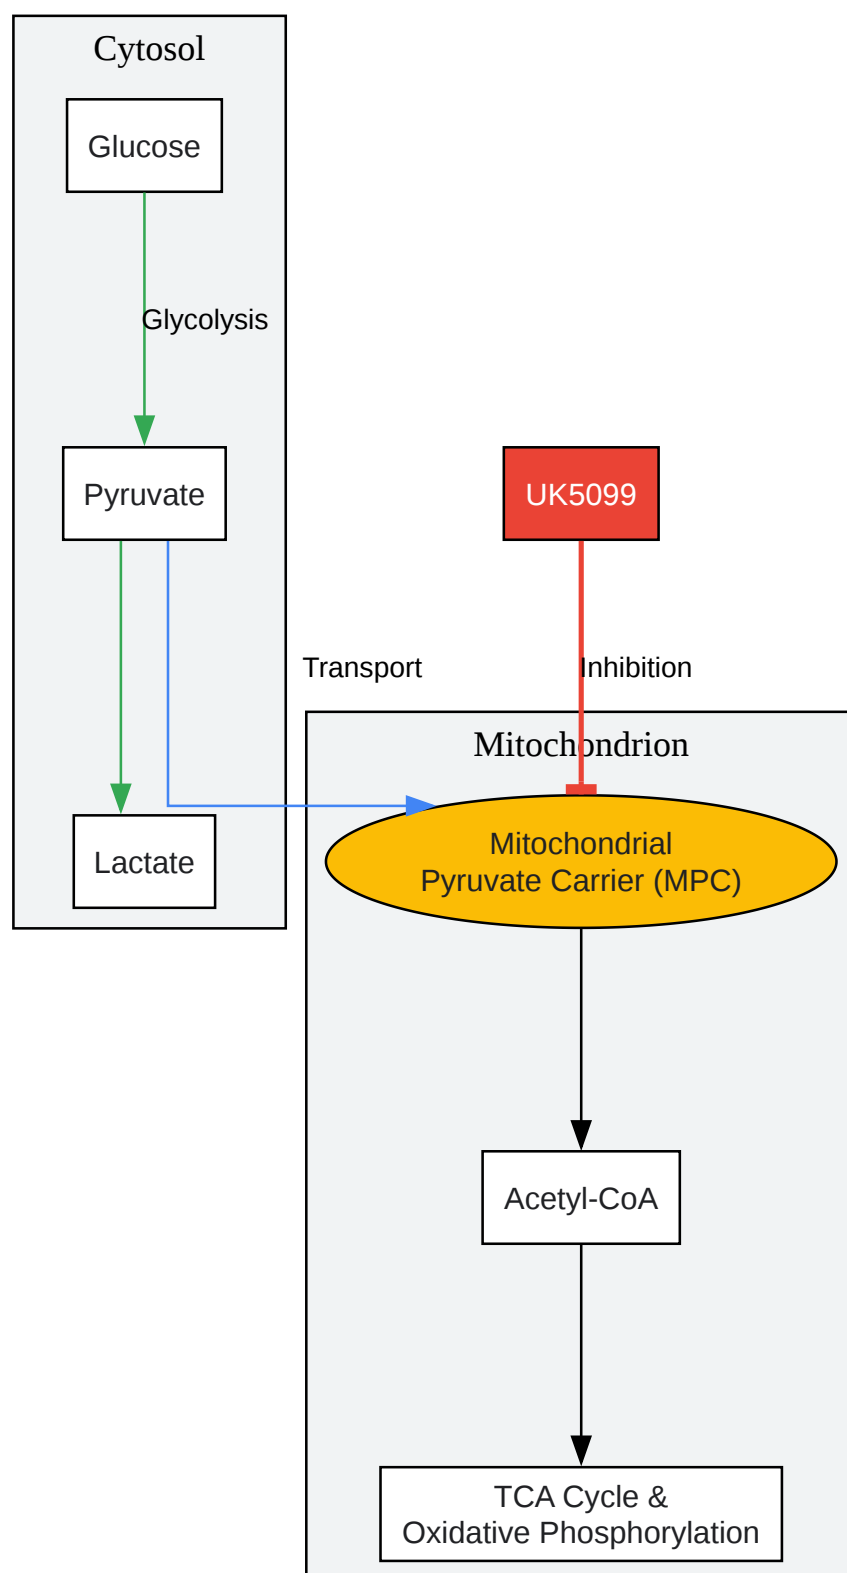 Cytosol
Glucose
Glycolysis
Pyruvate
UK5099
Transport
Inhibition
Mitochondrion
Mitochondrial
Pyruvate Carrier (MPC)
Lactate
Acetyl-CoA
TCA Cycle &
Oxidative Phosphorylation